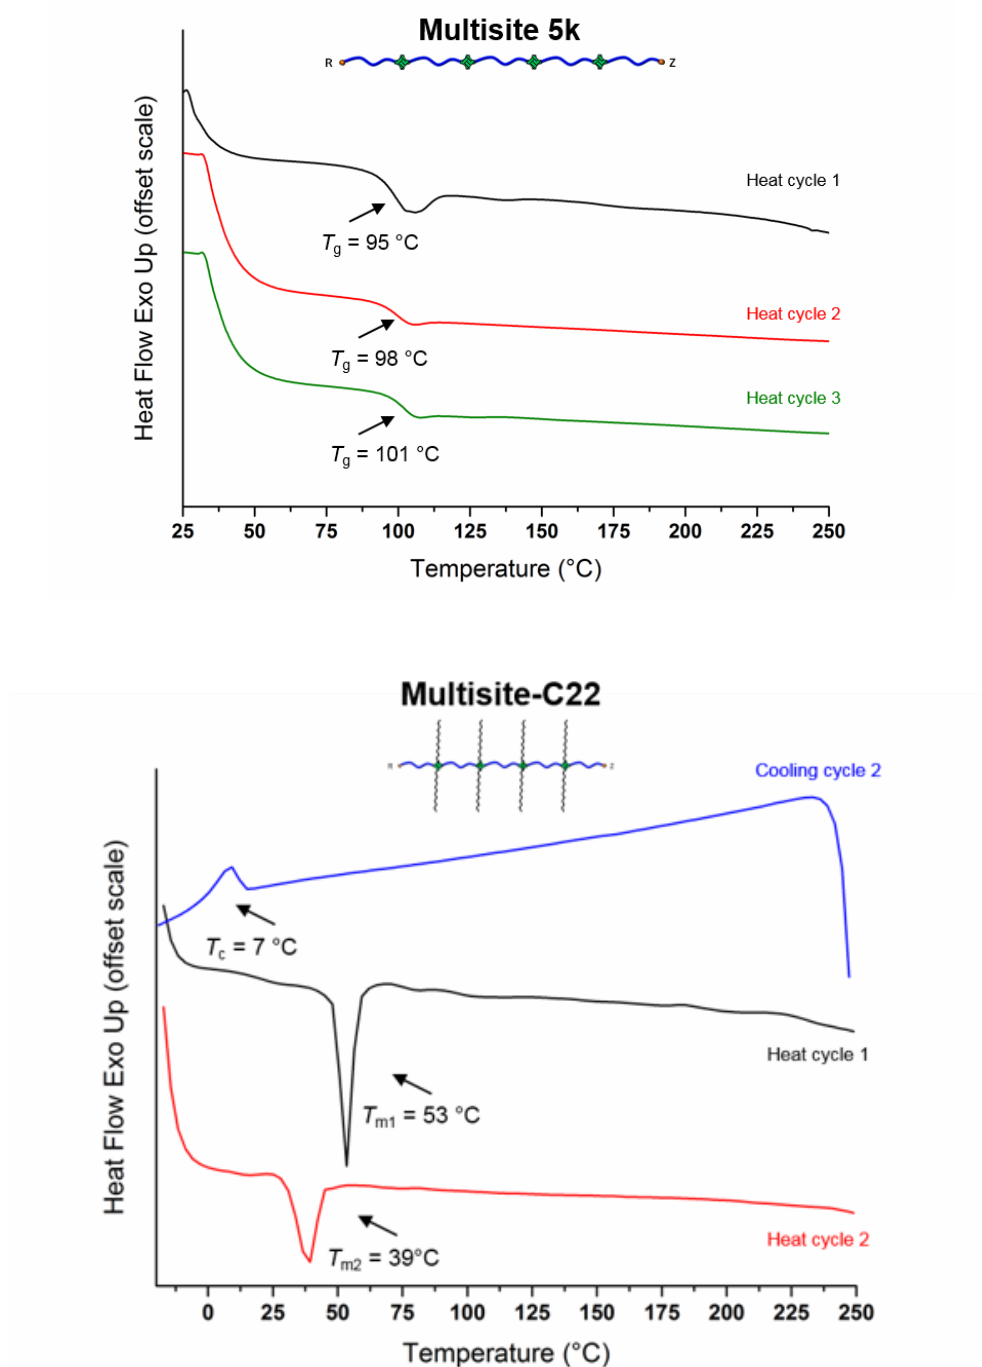 Multisite 5k
R
Z
Heat Flow Exo Up (offset scale)
Heat cycle 1
Tg = 95 °C
Heat cycle 2
Tg = 98 °C
Heat cycle 3
Tg = 101 °C
25 50 75 100 125 150 175 200 225 250
Temperature (°C)
Multisite-C22
R
Z
Cooling cycle 2
Heat Flow Exo Up (offset scale)
Tc = 7 °C
Heat cycle 1
Tm1 = 53 °C
Heat cycle 2
Tm2 = 39°C
0 25 50 75 100 125 150 175 200 225 250
Temperature (°C)